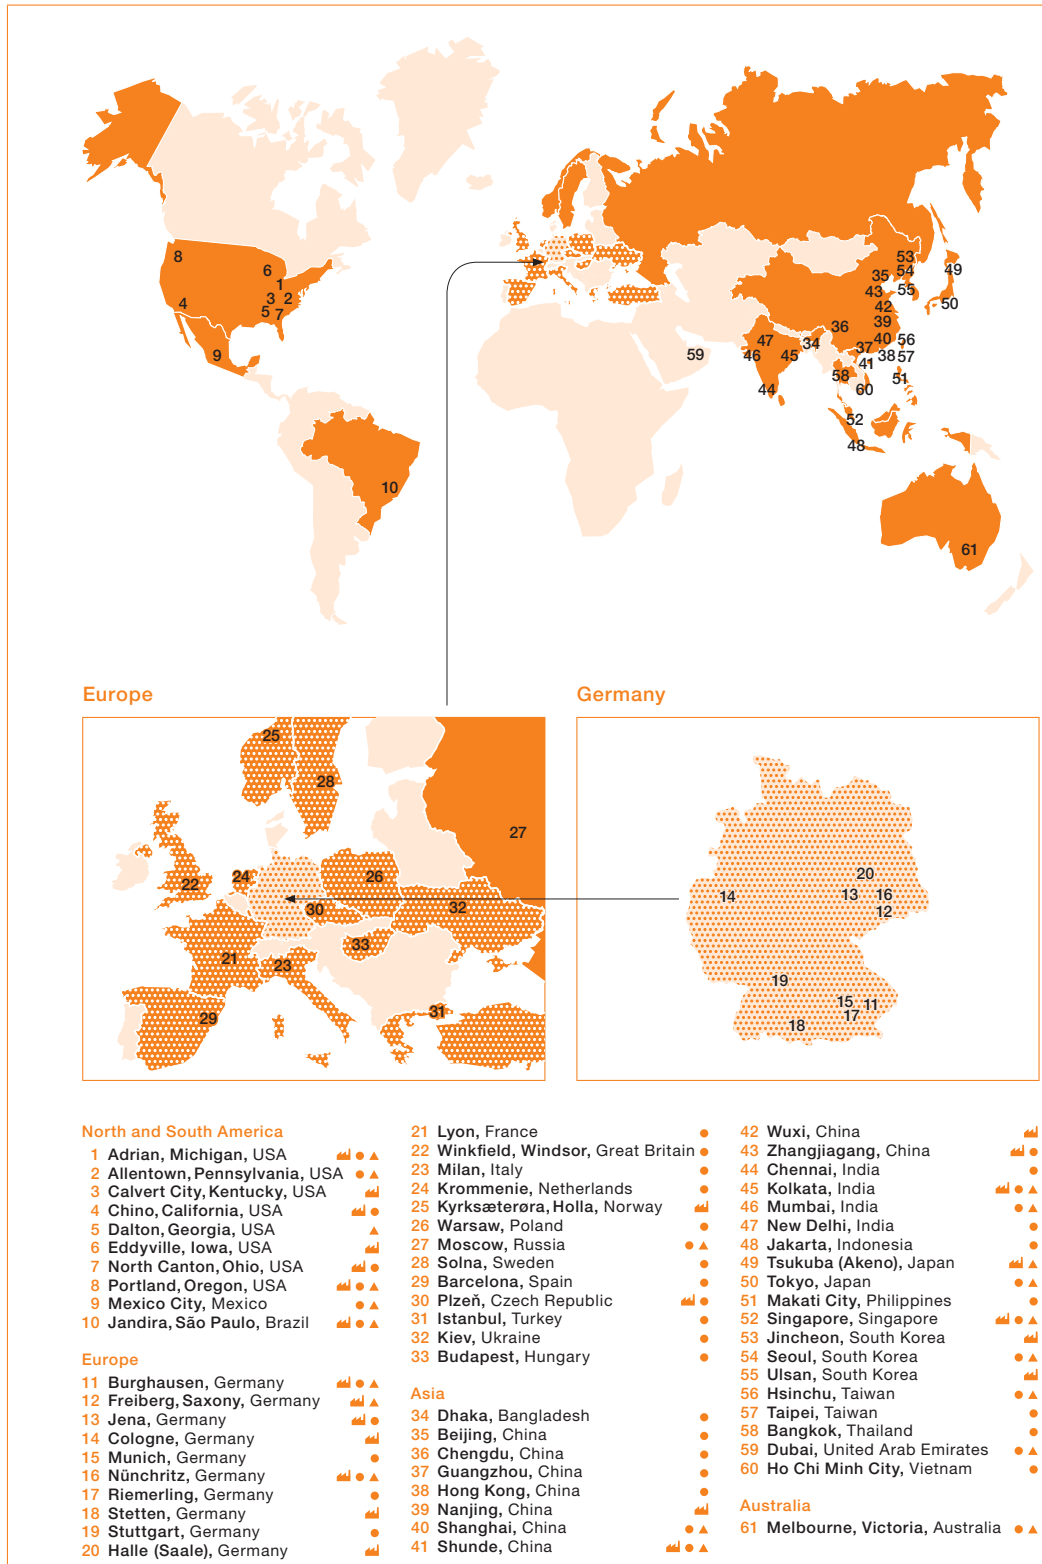 8
6
1
3
2
4
5
7
9
10
53
35
54
49
43
55
42
50
39
36
40
56
47
34
37
46
45
38
57
59
41
58
51
44
60
52
48
61
Europe
Germany
25
28
27
24
26
22
30
32
33
21
23
31
29
20
14
13
16
12
19
15
11
17
18
North and South America
1 Adrian, Michigan, USA
2 Allentown, Pennsylvania, USA
3 Calvert City, Kentucky, USA
4 Chino, California, USA
5 Dalton, Georgia, USA
6 Eddyville, Iowa, USA
7 North Canton, Ohio, USA
8 Portland, Oregon, USA
9 Mexico City, Mexico
10 Jandira, São Paulo, Brazil
Europe
11 Burghausen, Germany
12 Freiberg, Saxony, Germany
13 Jena, Germany
14 Cologne, Germany
15 Munich, Germany
16 Nünchritz, Germany
17 Riemerling, Germany
18 Stetten, Germany
19 Stuttgart, Germany
20 Halle (Saale), Germany
21 Lyon, France
22 Winkfield, Windsor, Great Britain
23 Milan, Italy
24 Krommenie, Netherlands
25 Kyrksæterøra, Holla, Norway
26 Warsaw, Poland
27 Moscow, Russia
28 Solna, Sweden
29 Barcelona, Spain
30 Plzeň, Czech Republic
31 Istanbul, Turkey
32 Kiev, Ukraine
33 Budapest, Hungary
Asia
34 Dhaka, Bangladesh
35 Beijing, China
36 Chengdu, China
37 Guangzhou, China
38 Hong Kong, China
39 Nanjing, China
40 Shanghai, China
41 Shunde, China
42 Wuxi, China
43 Zhangjiagang, China
44 Chennai, India
45 Kolkata, India
46 Mumbai, India
47 New Delhi, India
48 Jakarta, Indonesia
49 Tsukuba (Akeno), Japan
50 Tokyo, Japan
51 Makati City, Philippines
52 Singapore, Singapore
53 Jincheon, South Korea
54 Seoul, South Korea
55 Ulsan, South Korea
56 Hsinchu, Taiwan
57 Taipei, Taiwan
58 Bangkok, Thailand
59 Dubai, United Arab Emirates
60 Ho Chi Minh City, Vietnam
Australia
61 Melbourne, Victoria, Australia